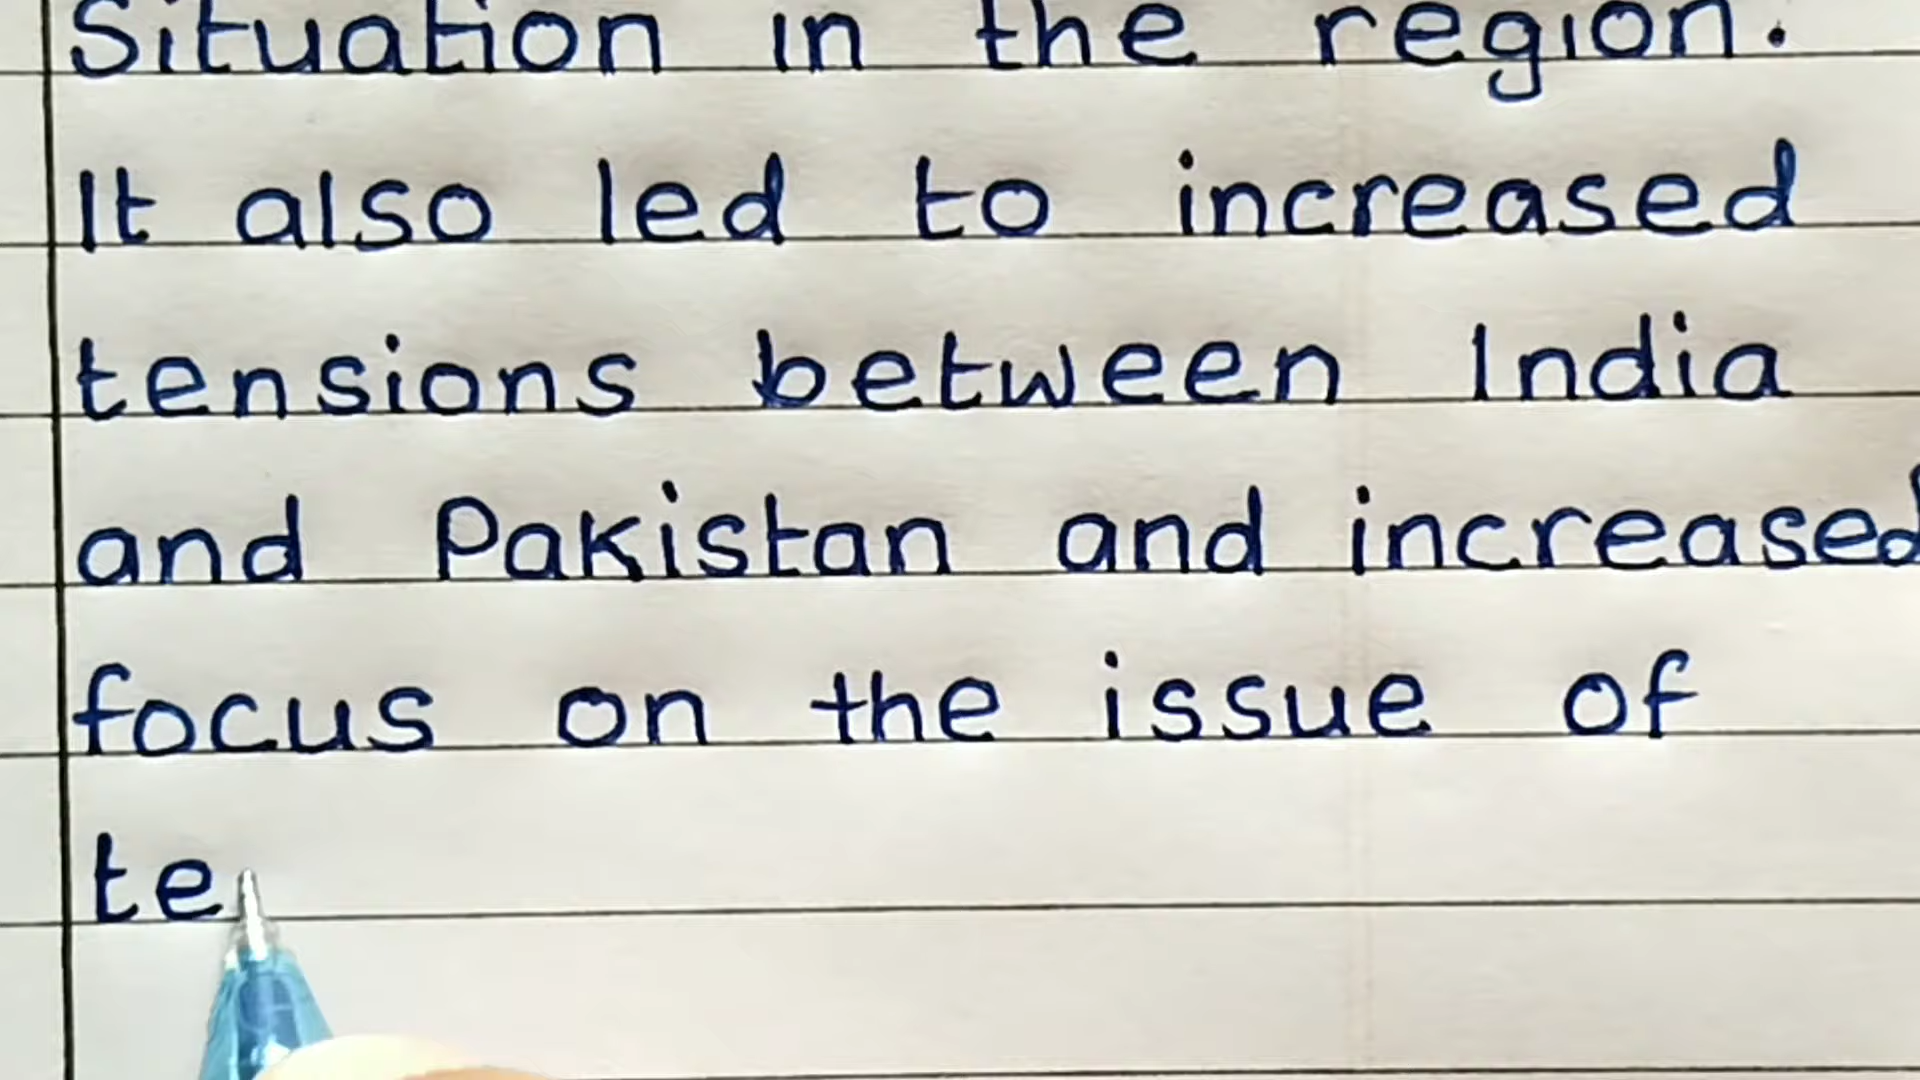 Situation in the region.
It also led to increased
tensions between India
and Pakistan and increased
focus on the issue of
te